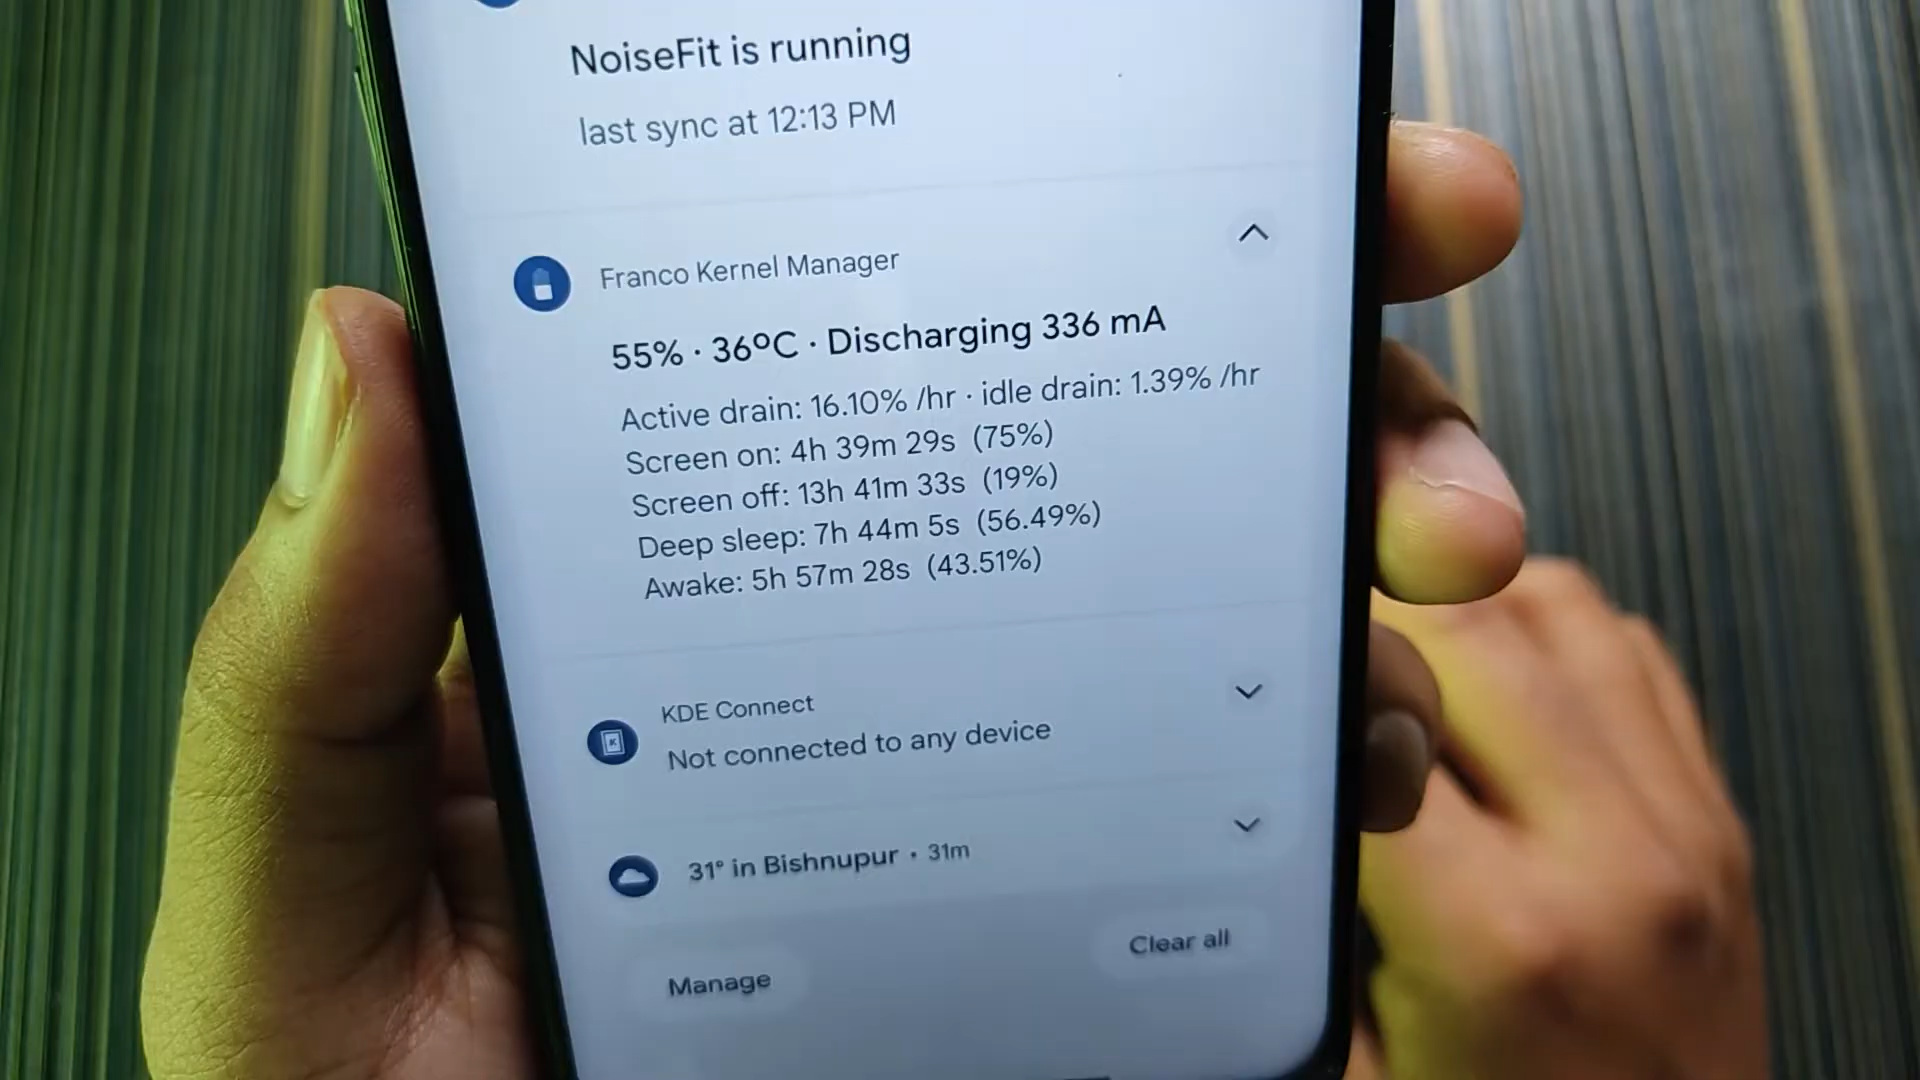 NoiseFit is running
last sync at 12:13 PM
Franco Kernel Manager
55% · 36°C · Discharging 336 mA
Active drain: 16.10% /hr · idle drain: 1.39% /hr
Screen on: 4h 39m 29s (75%)
Screen off: 13h 41m 33s (19%)
Deep sleep: 7h 44m 5s (56.49%)
Awake: 5h 57m 28s (43.51%)
KDE Connect
Not connected to any device
31° in Bishnupur · 31m
Manage
Clear all